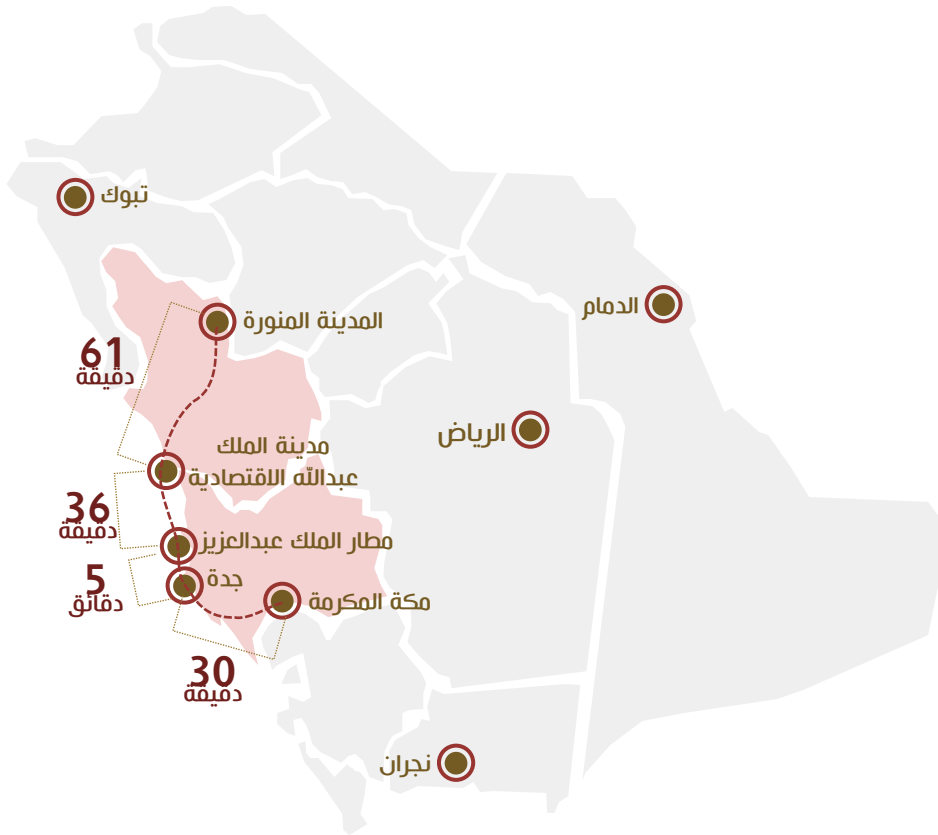 تبوك
المدينة المنورة
الدمام
61
دقيقة
الرياض
مدينة الملك
عبدالله الاقتصادية
36
دقيقة
مطار الملك عبدالعزيز
جدة
5
دقائق
مكة المكرمة
30
دقيقة
نجران